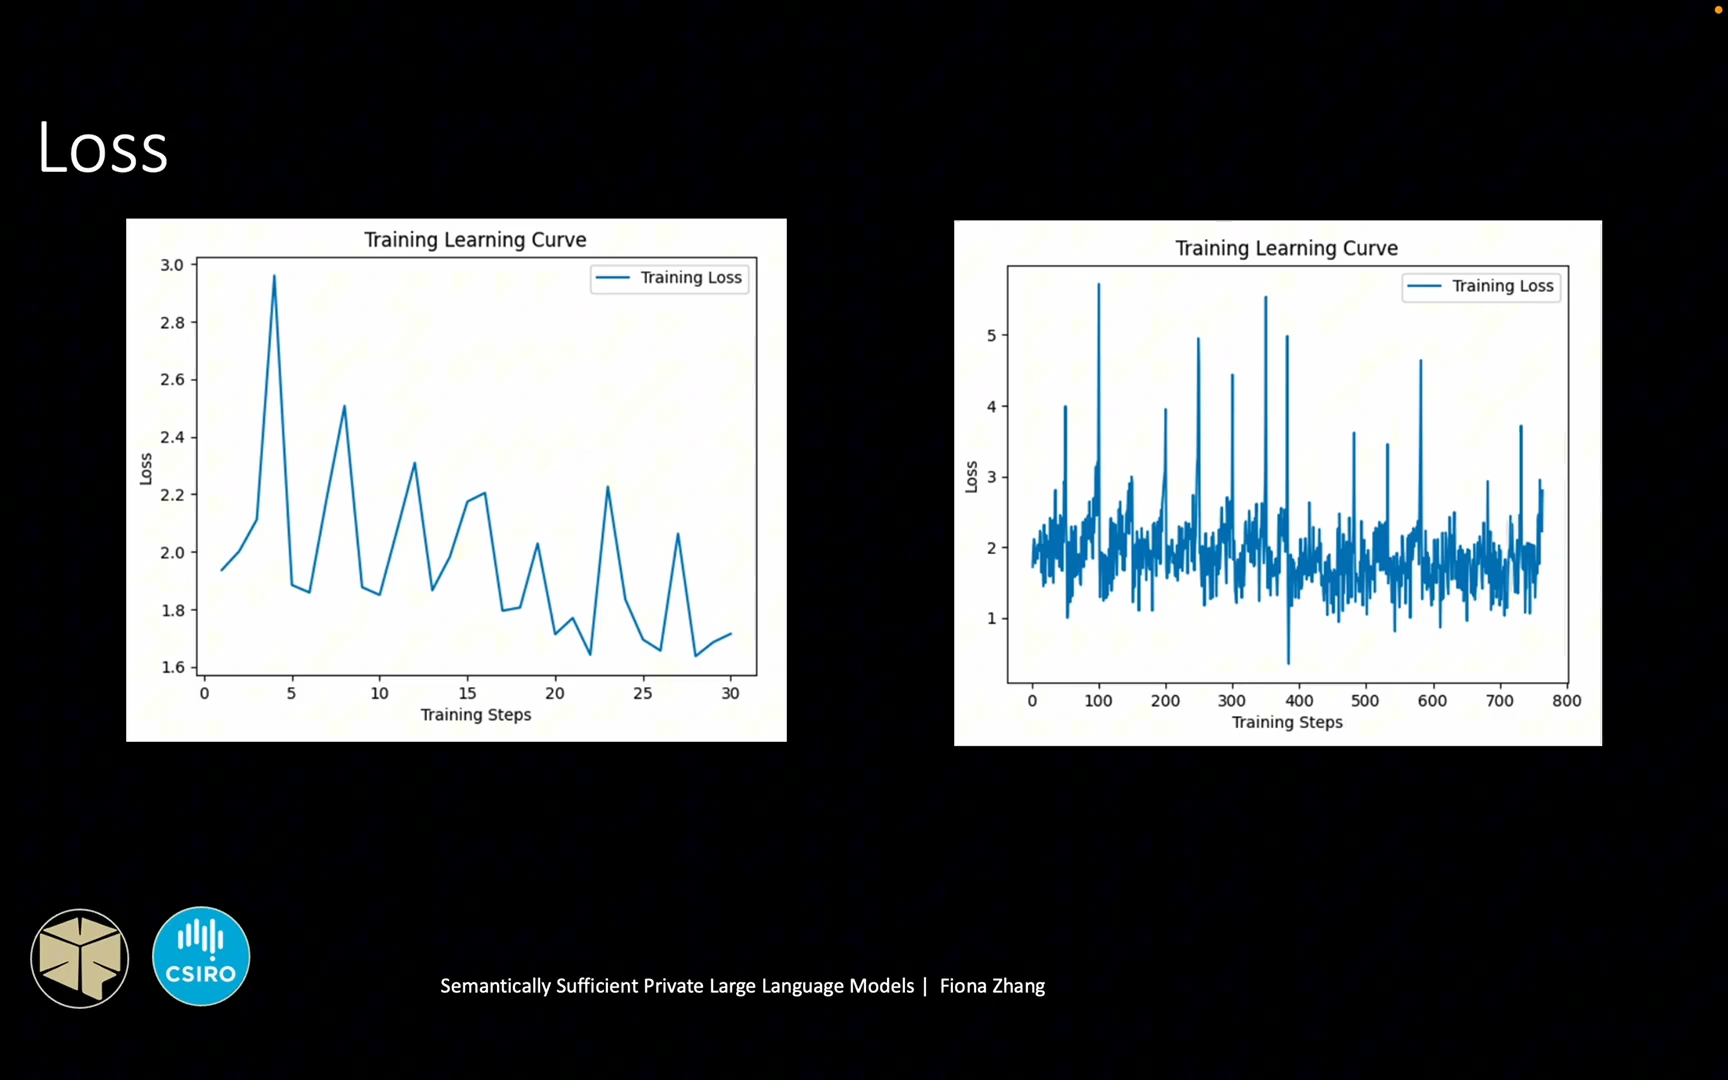 Loss
Training Learning Curve
Training Loss
3.0
2.8
2.6
2.4
2.2
2.0
1.8
1.6
Loss
0 5 10 15 20 25 30
Training Steps
Training Learning Curve
Training Loss
5
4
3
2
1
Loss
0 100 200 300 400 500 600 700 800
Training Steps
CSIRO
Semantically Sufficient Private Large Language Models | Fiona Zhang